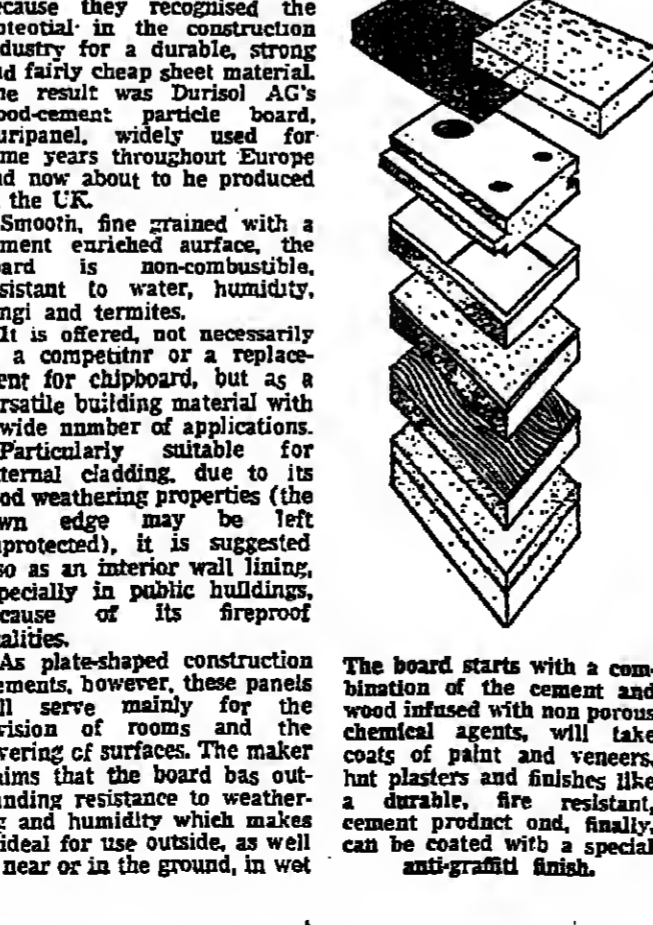 ecause they recognised the
oteotial in the construction
dustry for a durable, strong
nd fairly cheap sheet material.
he result was Durisol AG's
ood-cement particle board,
uripanel, widely used for
ome years throughout Europe
nd now about to he produced
the UK.
Smooth, fine grained with a
ment enriched aurface, the
ard is non-combustible,
sistant to water, humidity,
ngi and termites.
It is offered, not necessarily
a competitnr or a replace-
ent for chipboard, but as a
rsatile building material with
wide nnmber of applications.
Particularly suitable for
ternal cladding, due to its
od weathering properties (the
wn edge may be left
protected), it is suggested
so as an interior wall lining,
pecially in public huildings,
cause of its fireproof
alities.
As plate-shaped construction
ements, however, these panels
ll serve mainly for the
vision of rooms and the
vering of surfaces. The maker
aims that the board bas out-
anding resistance to weather-
g and humidity which makes
ideal for use outside, as well
near or in the ground, in wet
The board starts with a com-
bination of the cement and
wood infused with non porous
chemical agents, will take
coats of paint and veneers,
hnt plasters and finishes like
a durable, fire resistant,
cement prodnct ond, finally,
can be coated witb a special
anti-graffiti finish.